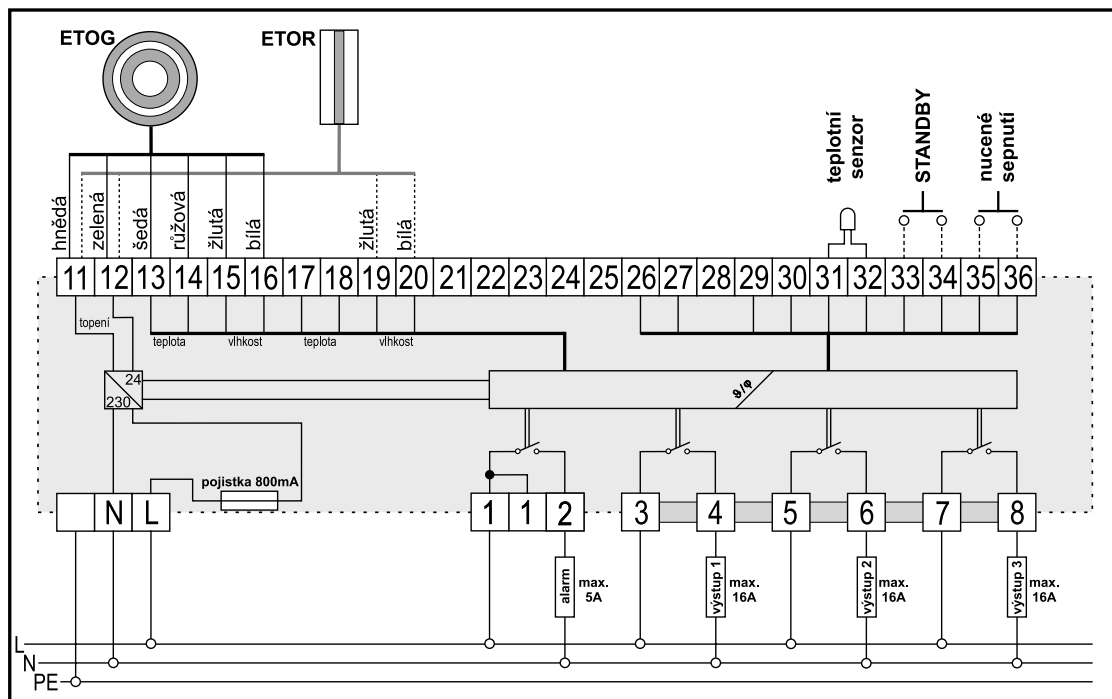 ETOG
ETOR
teplotní
senzor
STANDBY
nucené
sepnutí
hnědá
zelená
šedá
růžová
žlutá
bílá
žlutá
bílá
11 12 13 14 15 16 17 18 19 20 21 22 23 24 25 26 27 28 29 30 31 32 33 34 35 36
topení
teplota
vlhkost
teplota
vlhkost
24
230
ϑ/φ
pojistka 800mA
N L 1 1 2 3 4 5 6 7 8
alarm
max.
5A
výstup 1
max.
16A
výstup 2
max.
16A
výstup 3
max.
16A
L
N
PE